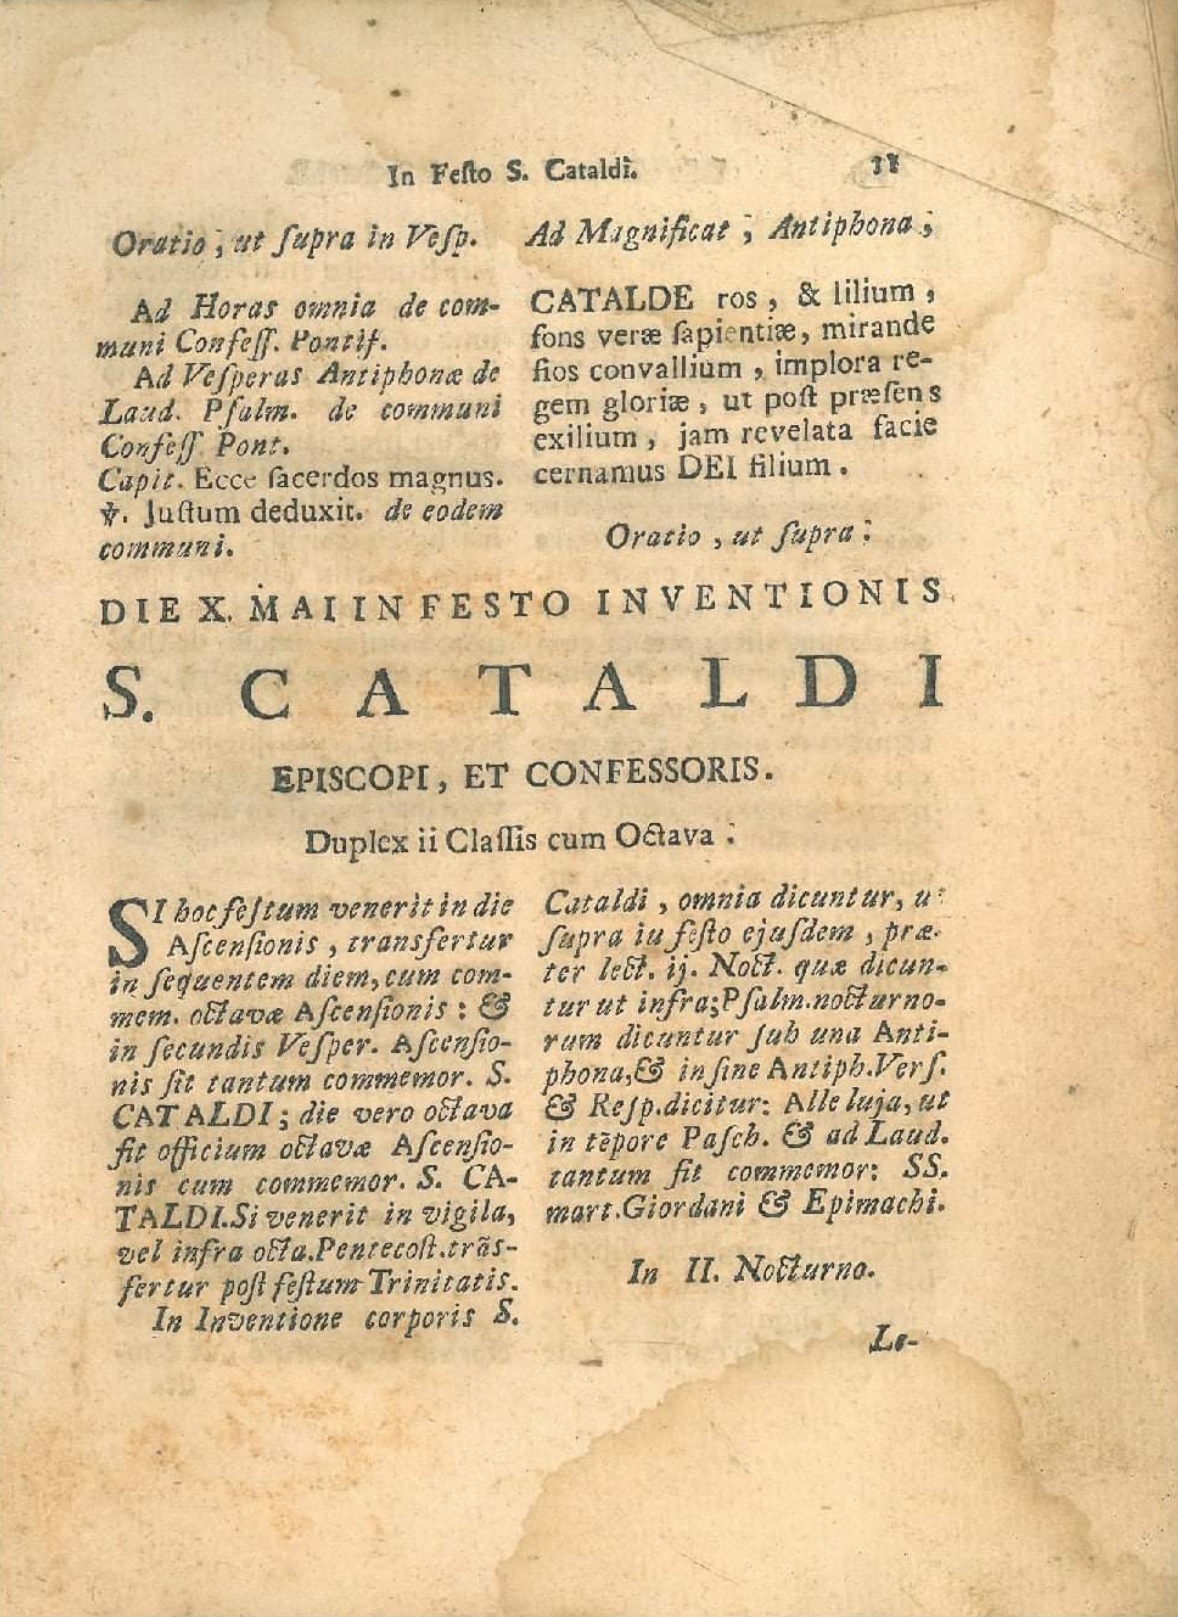 In Festo S. Cataldi.
Oratio, ut supra in Vesp.
Ad Horas omnia de com-
muni Confess. Pontif.
Ad Vesperas Antiphonæ de
Laud. Psalm. de communi
Confess Pont.
Capit. Ecce sacerdos magnus.
℣. Justum deduxit. de eodem
communi.
Ad Magnificat; Antiphona;
CATALDE ros, & lilium,
fons veræ sapientiæ, mirande
flos convallium, implora re-
gem gloriæ, ut post præsens
exilium, jam revelata facie
cernamus DEI filium.
Oratio, ut supra:
DIE X. MAI IN FESTO INVENTIONIS
S. CATALDI
EPISCOPI, ET CONFESSORIS.
Duplex ii Classis cum Octava:
SI hoc festum venerit in die
Ascensionis, transfertur
in sequentem diem, cum com-
mem. octavæ Ascensionis: &
in secundis Vesper. Ascensio-
nis fit tantum commemor. S.
CATALDI; die vero octava
fit officium octavæ Ascensio-
nis cum commemor. S. CA-
TALDI. Si venerit in vigila,
vel infra octa. Pentecost. trãs-
fertur post festum Trinitatis.
In Inventione corporis S.
Cataldi, omnia dicuntur, ut
supra iu festo ejusdem, præ-
ter lect. ij. Noct. quæ dicun-
tur ut infra; Psalm. nocturno-
rum dicuntur sub una Anti-
phona, & in fine Antiph. Vers.
& Resp. dicitur: Alleluja, ut
in tẽpore Pasch. & ad Laud.
tantum fit commemor: SS.
mart. Giordani & Epimachi.
In II. Nocturno.
Le-